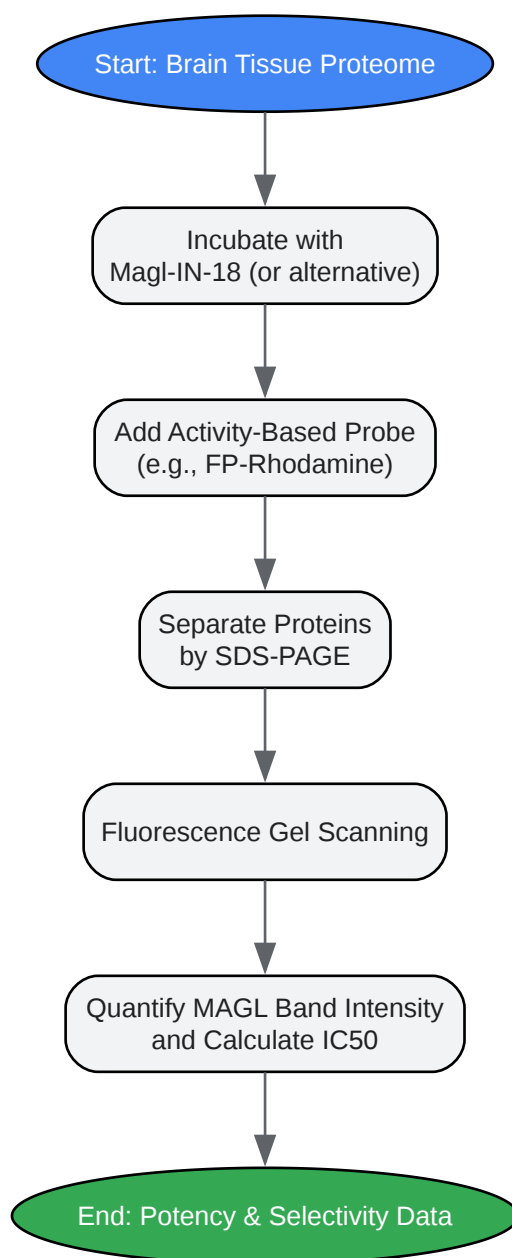 Start: Brain Tissue Proteome
Incubate with
Magl-IN-18 (or alternative)
Add Activity-Based Probe
(e.g., FP-Rhodamine)
Separate Proteins
by SDS-PAGE
Fluorescence Gel Scanning
Quantify MAGL Band Intensity
and Calculate IC50
End: Potency & Selectivity Data